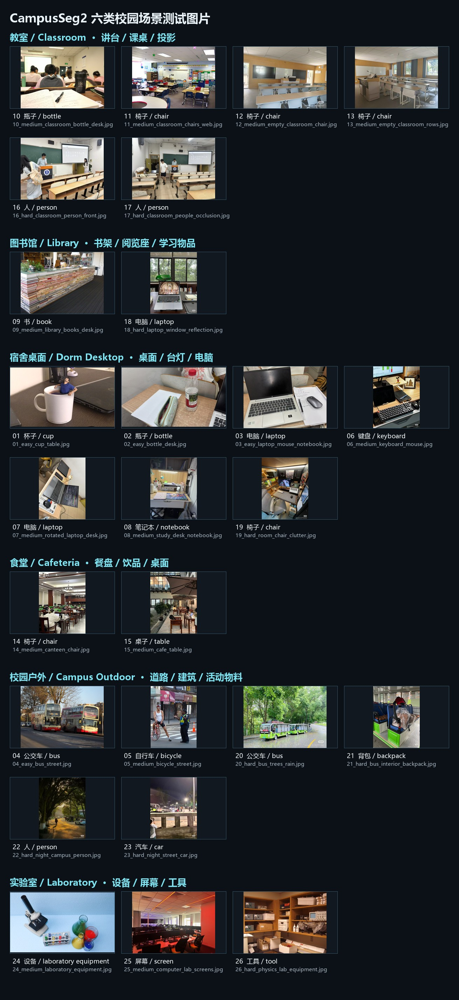 CampusSeg2 六类校园场景测试图片
教室 / Classroom • 讲台 / 课桌 / 投影
10 瓶子 / bottle
10_medium_classroom_bottle_desk.jpg
11 椅子 / chair
11_medium_classroom_chairs_web.jpg
12 椅子 / chair
12_medium_empty_classroom_chair.jpg
13 椅子 / chair
13_medium_empty_classroom_rows.jpg
16 人 / person
16_hard_classroom_person_front.jpg
17 人 / person
17_hard_classroom_people_occlusion.jpg
图书馆 / Library • 书架 / 阅览座 / 学习物品
09 书 / book
09_medium_library_books_desk.jpg
18 电脑 / laptop
18_hard_laptop_window_reflection.jpg
宿舍桌面 / Dorm Desktop • 桌面 / 台灯 / 电脑
01 杯子 / cup
01_easy_cup_table.jpg
02 瓶子 / bottle
02_easy_bottle_desk.jpg
03 电脑 / laptop
03_easy_laptop_mouse_notebook.jpg
06 键盘 / keyboard
06_medium_keyboard_mouse.jpg
07 电脑 / laptop
07_medium_rotated_laptop_desk.jpg
08 笔记本 / notebook
08_medium_study_desk_notebook.jpg
19 椅子 / chair
19_hard_room_chair_clutter.jpg
食堂 / Cafeteria • 餐盘 / 饮品 / 桌面
14 椅子 / chair
14_medium_canteen_chair.jpg
15 桌子 / table
15_medium_cafe_table.jpg
校园户外 / Campus Outdoor • 道路 / 建筑 / 活动物料
04 公交车 / bus
04_easy_bus_street.jpg
05 自行车 / bicycle
05_medium_bicycle_street.jpg
20 公交车 / bus
20_hard_bus_trees_rain.jpg
21 背包 / backpack
21_hard_bus_interior_backpack.jpg
22 人 / person
22_hard_night_campus_person.jpg
23 汽车 / car
23_hard_night_street_car.jpg
实验室 / Laboratory • 设备 / 屏幕 / 工具
24 设备 / laboratory equipment
24_medium_laboratory_equipment.jpg
25 屏幕 / screen
25_medium_computer_lab_screens.jpg
26 工具 / tool
26_hard_physics_lab_equipment.jpg